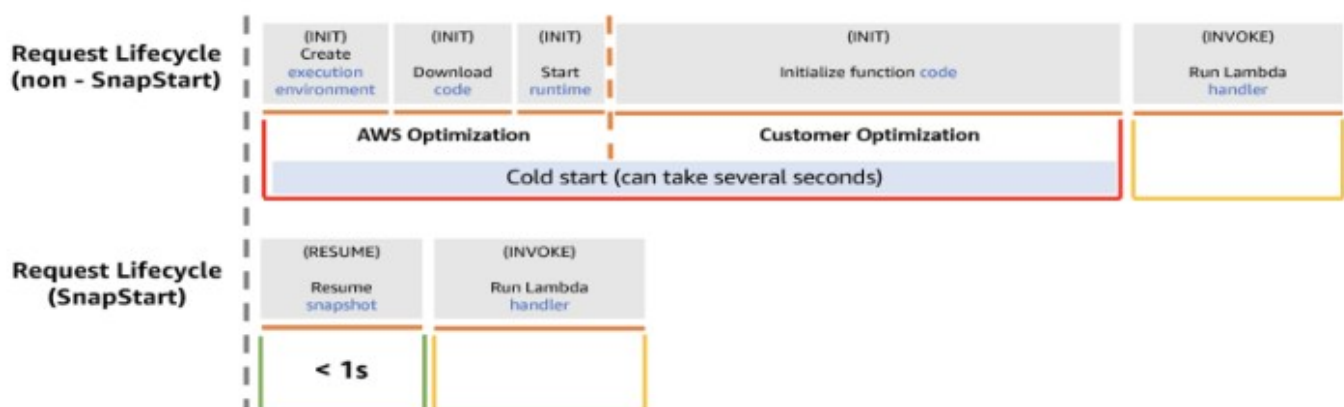 Request Lifecycle
(non - SnapStart)
(INIT)
Create
execution
environment
(INIT)
Download
code
(INIT)
Start
runtime
(INIT)
Initialize function code
(INVOKE)
Run Lambda
handler
AWS Optimization
Customer Optimization
Cold start (can take several seconds)
Request Lifecycle
(SnapStart)
(RESUME)
Resume
snapshot
(INVOKE)
Run Lambda
handler
< 1s